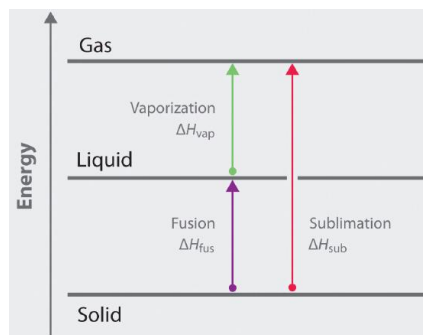 Gas
Vaporization
ΔHvap
Liquid
Energy
Fusion
ΔHfus
Sublimation
ΔHsub
Solid